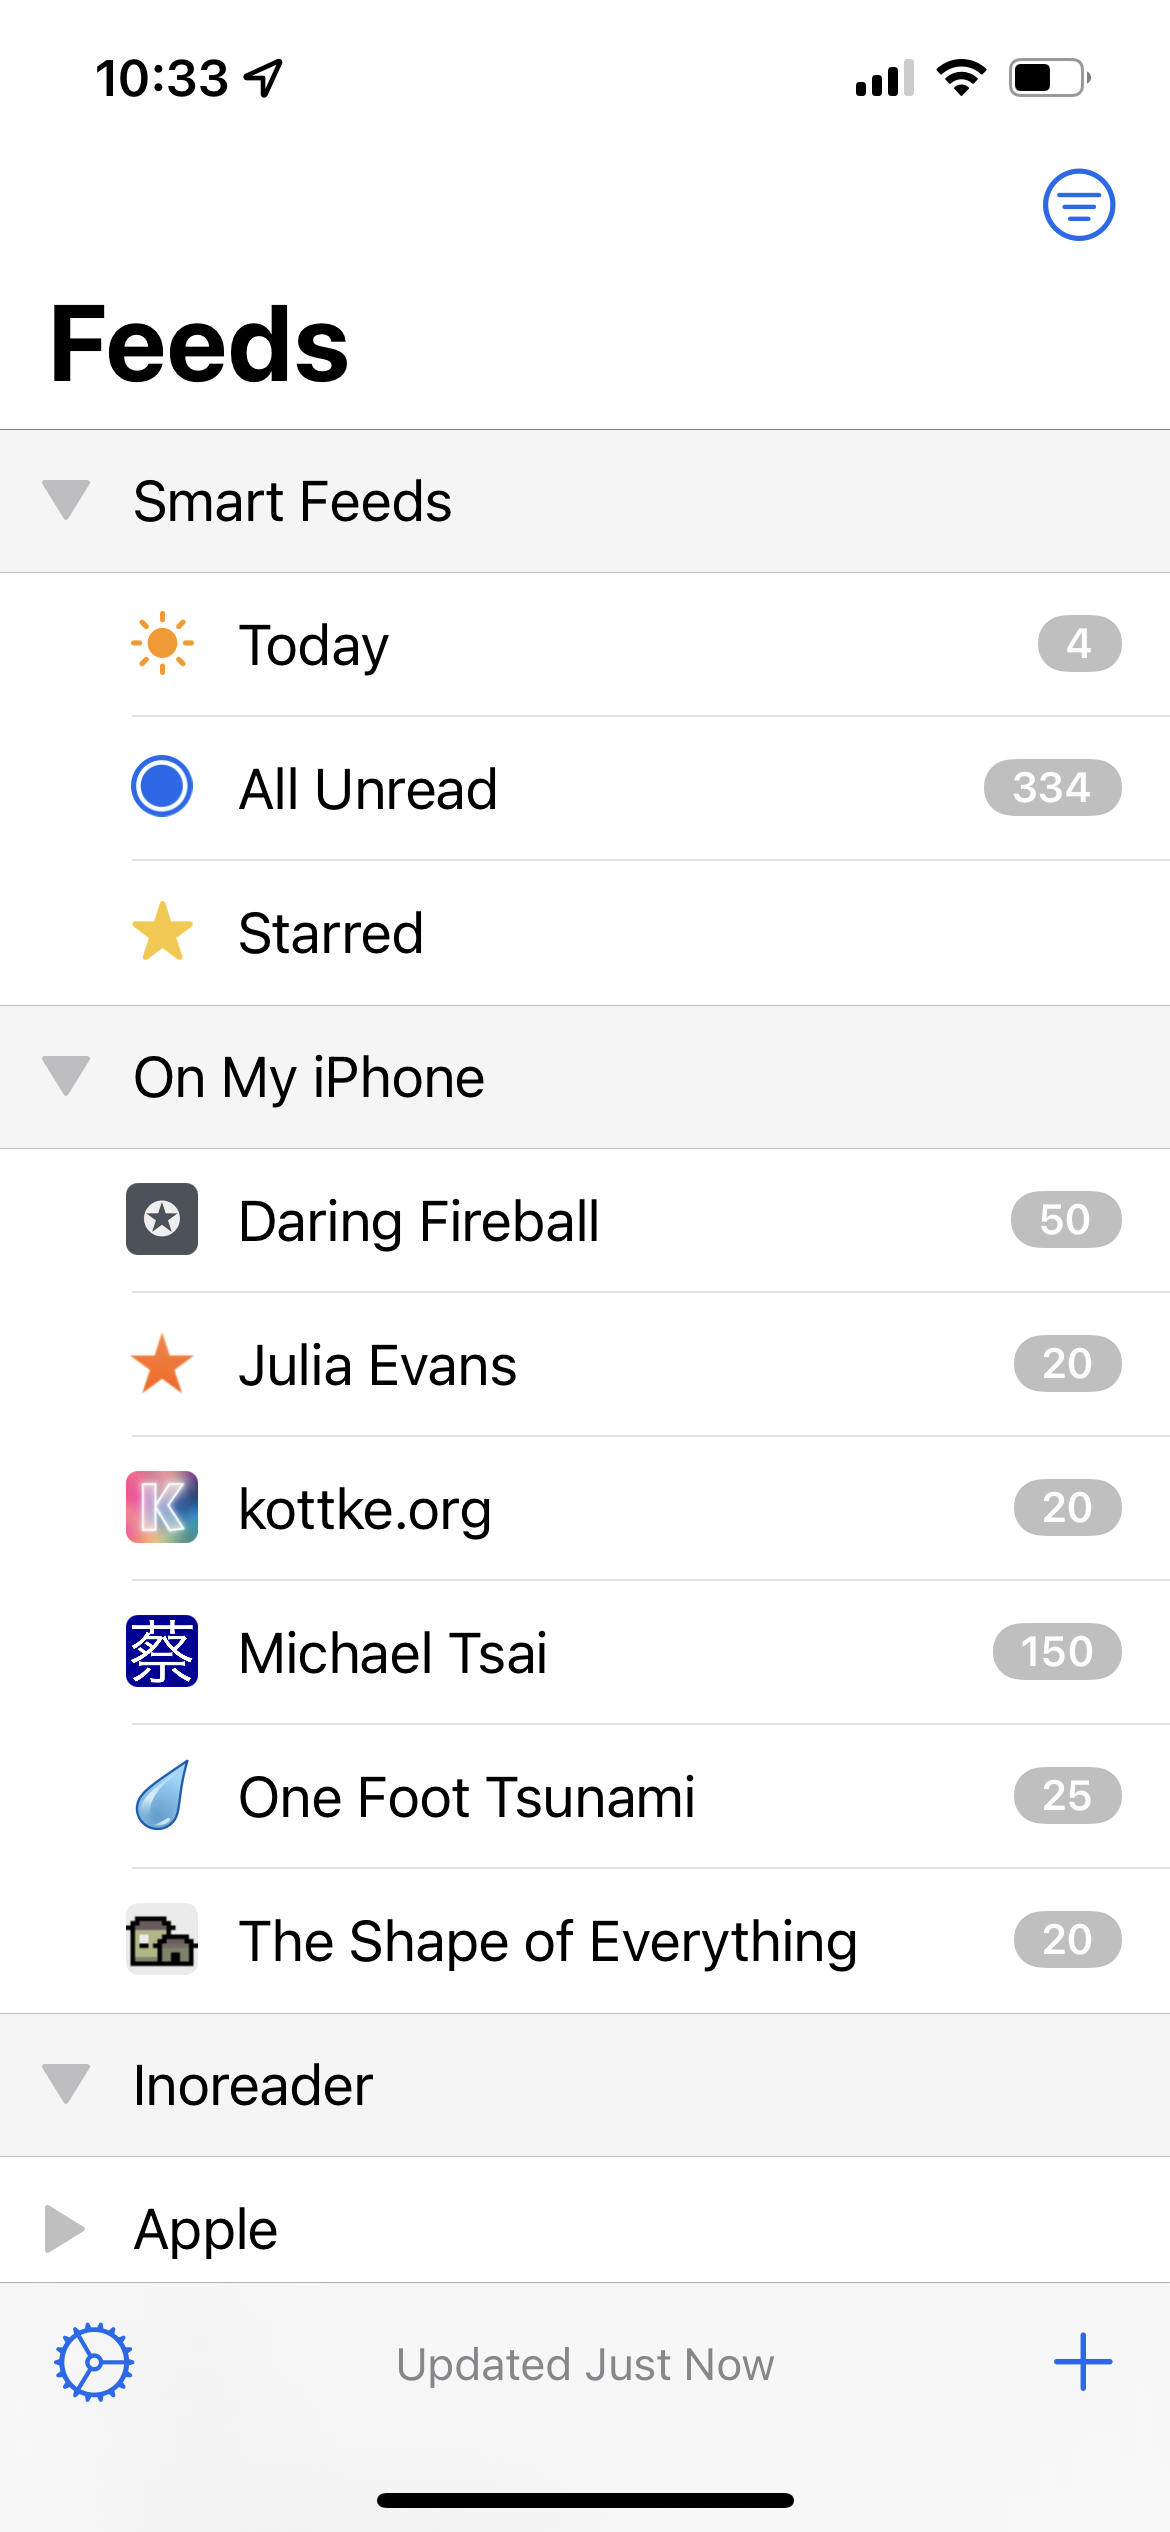 10:33
Feeds
Smart Feeds
Today 4
All Unread 334
Starred
On My iPhone
Daring Fireball 50
Julia Evans 20
K kottke.org 20
蔡 Michael Tsai 150
One Foot Tsunami 25
The Shape of Everything 20
Inoreader
Apple
Updated Just Now